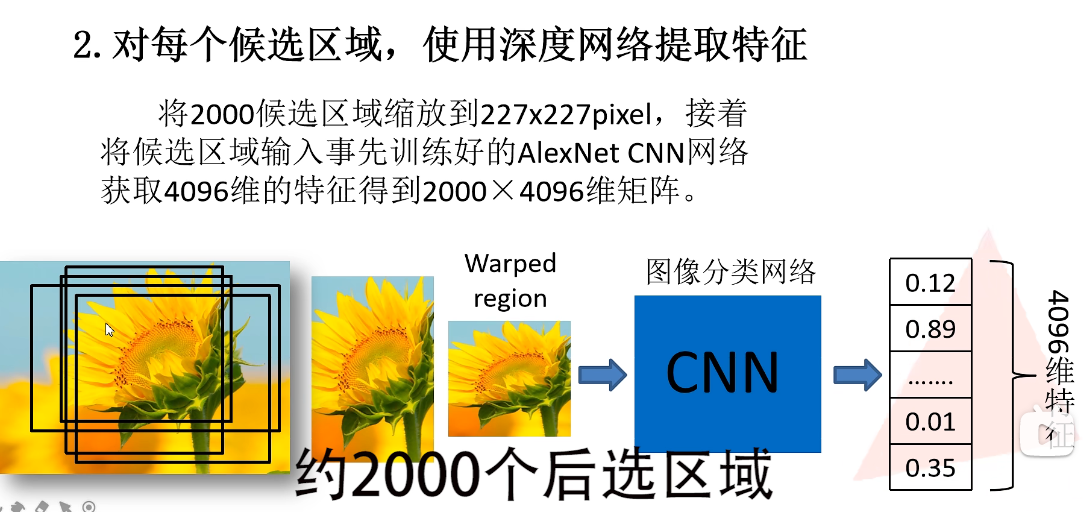 2. 对每个候选区域，使用深度网络提取特征
将2000候选区域缩放到227x227pixel，接着
将候选区域输入事先训练好的AlexNet CNN网络
获取4096维的特征得到2000×4096维矩阵。
Warped
region
图像分类网络
CNN
0.12
0.89
.......
0.01
0.35
4096维特征
约2000个后选区域